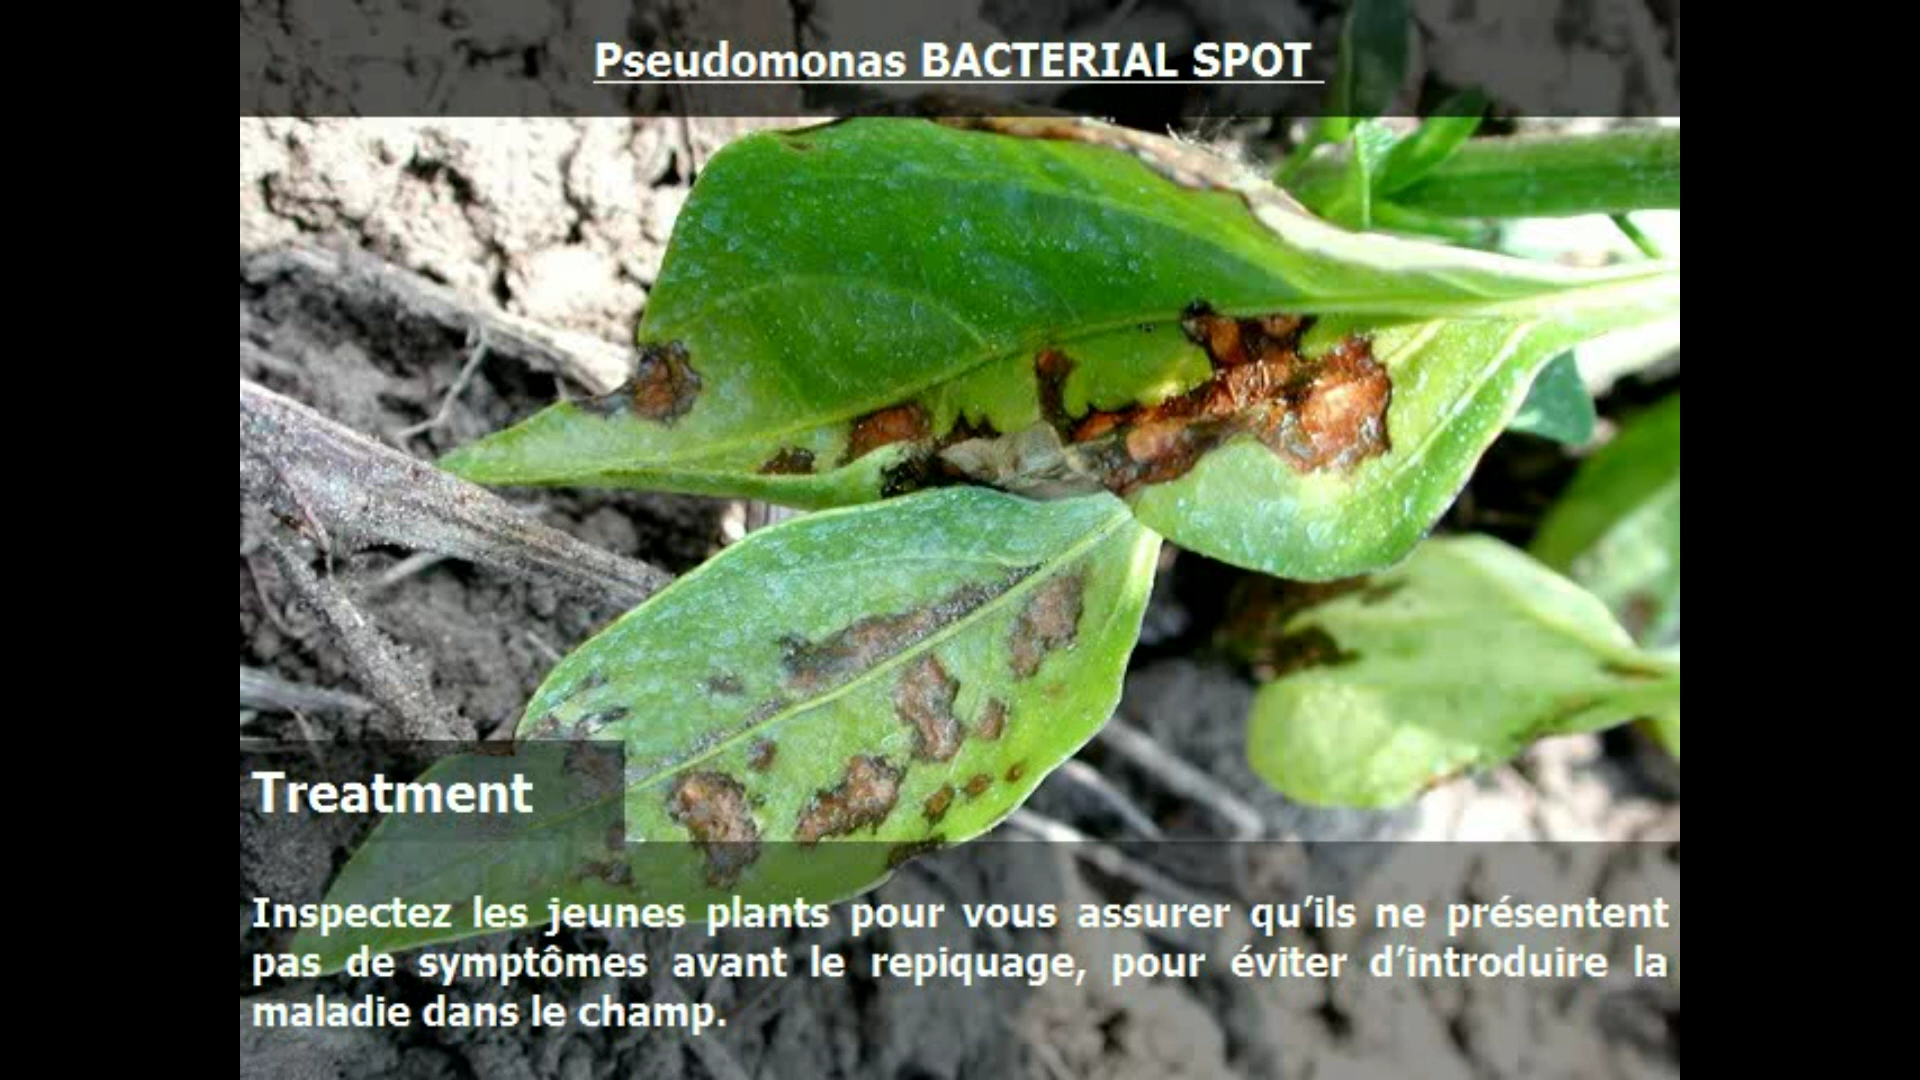 Pseudomonas BACTERIAL SPOT
Treatment
Inspectez les jeunes plants pour vous assurer qu’ils ne présentent
pas de symptômes avant le repiquage, pour éviter d’introduire la
maladie dans le champ.